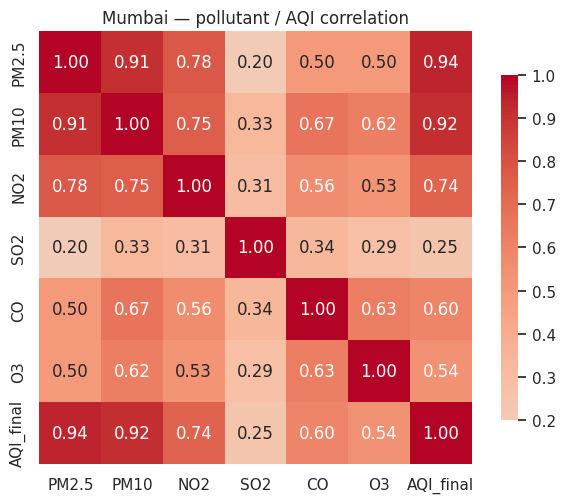 Mumbai — pollutant / AQI correlation
PM2.5 1.00 0.91 0.78 0.20 0.50 0.50 0.94
PM10 0.91 1.00 0.75 0.33 0.67 0.62 0.92
NO2 0.78 0.75 1.00 0.31 0.56 0.53 0.74
SO2 0.20 0.33 0.31 1.00 0.34 0.29 0.25
CO 0.50 0.67 0.56 0.34 1.00 0.63 0.60
O3 0.50 0.62 0.53 0.29 0.63 1.00 0.54
AQI_final 0.94 0.92 0.74 0.25 0.60 0.54 1.00
PM2.5 PM10 NO2 SO2 CO O3 AQI_final
1.0
0.9
0.8
0.7
0.6
0.5
0.4
0.3
0.2